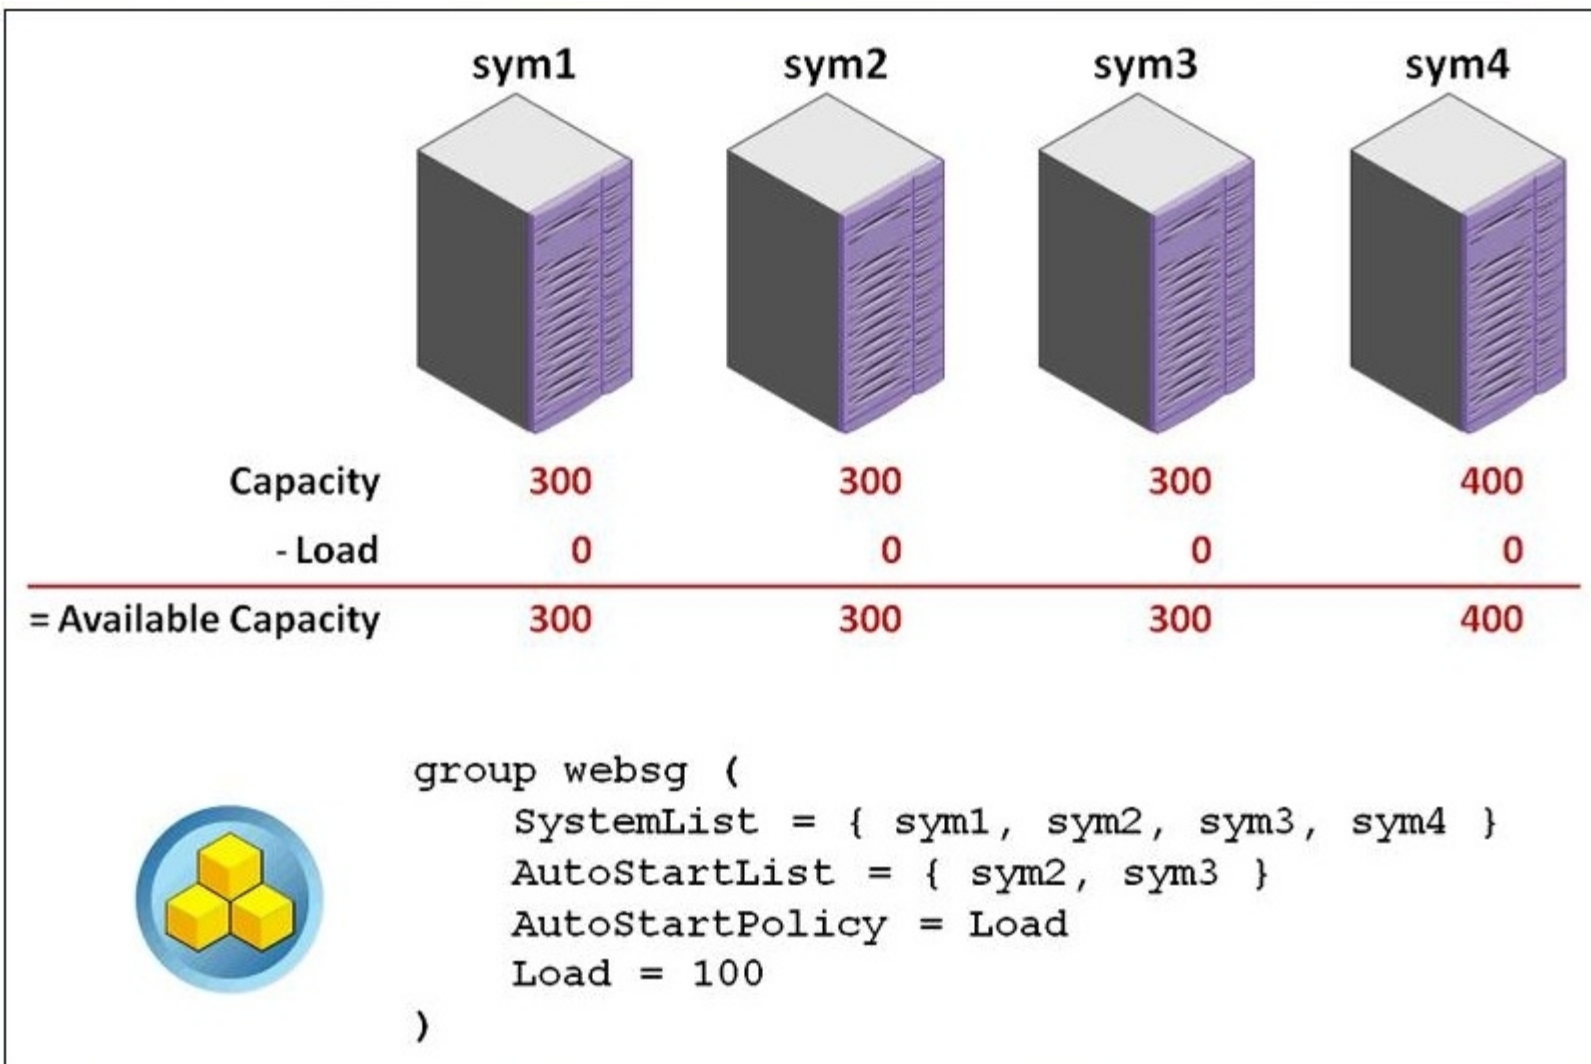 sym1 sym2 sym3 sym4
Capacity 300 300 300 400
- Load 0 0 0 0
= Available Capacity 300 300 300 400
group websg (
SystemList = { sym1, sym2, sym3, sym4 }
AutoStartList = { sym2, sym3 }
AutoStartPolicy = Load
Load = 100
)